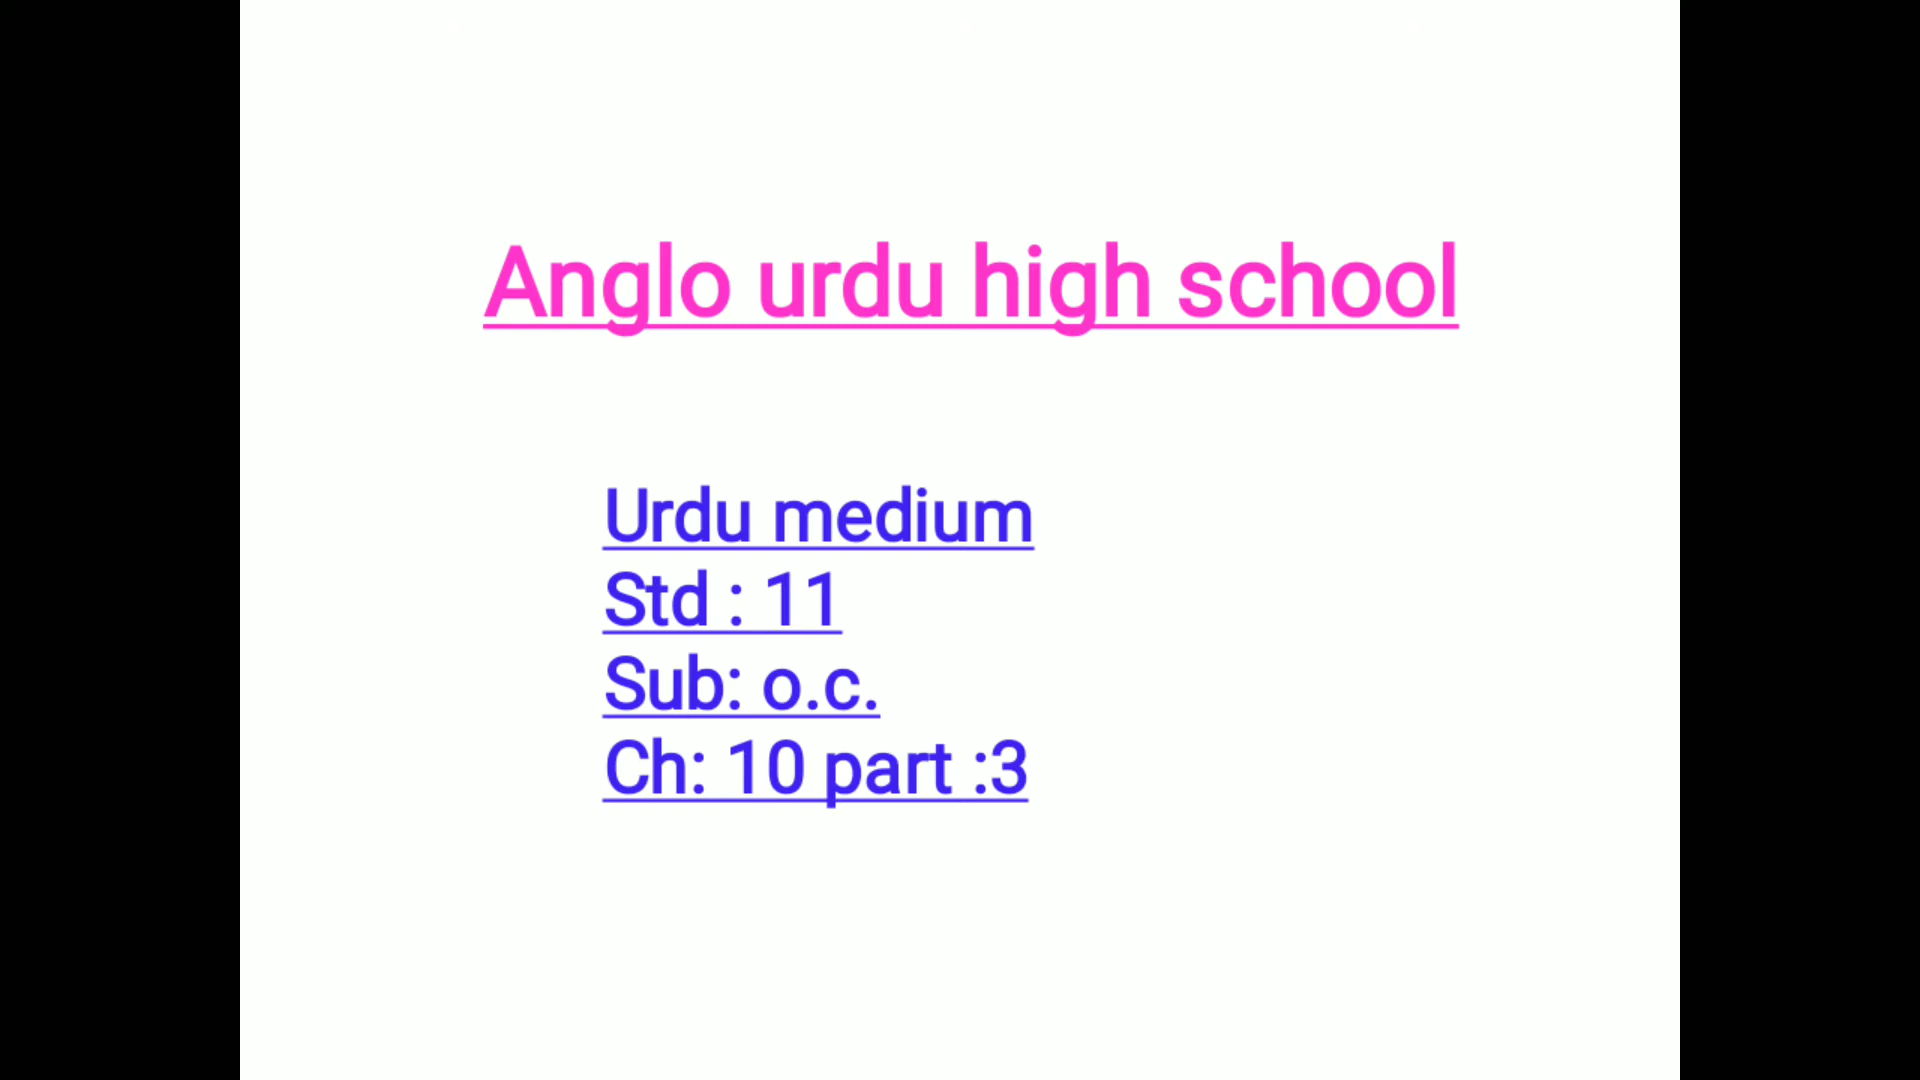 Anglo urdu high school
Urdu medium
Std : 11
Sub: o.c.
Ch: 10 part :3